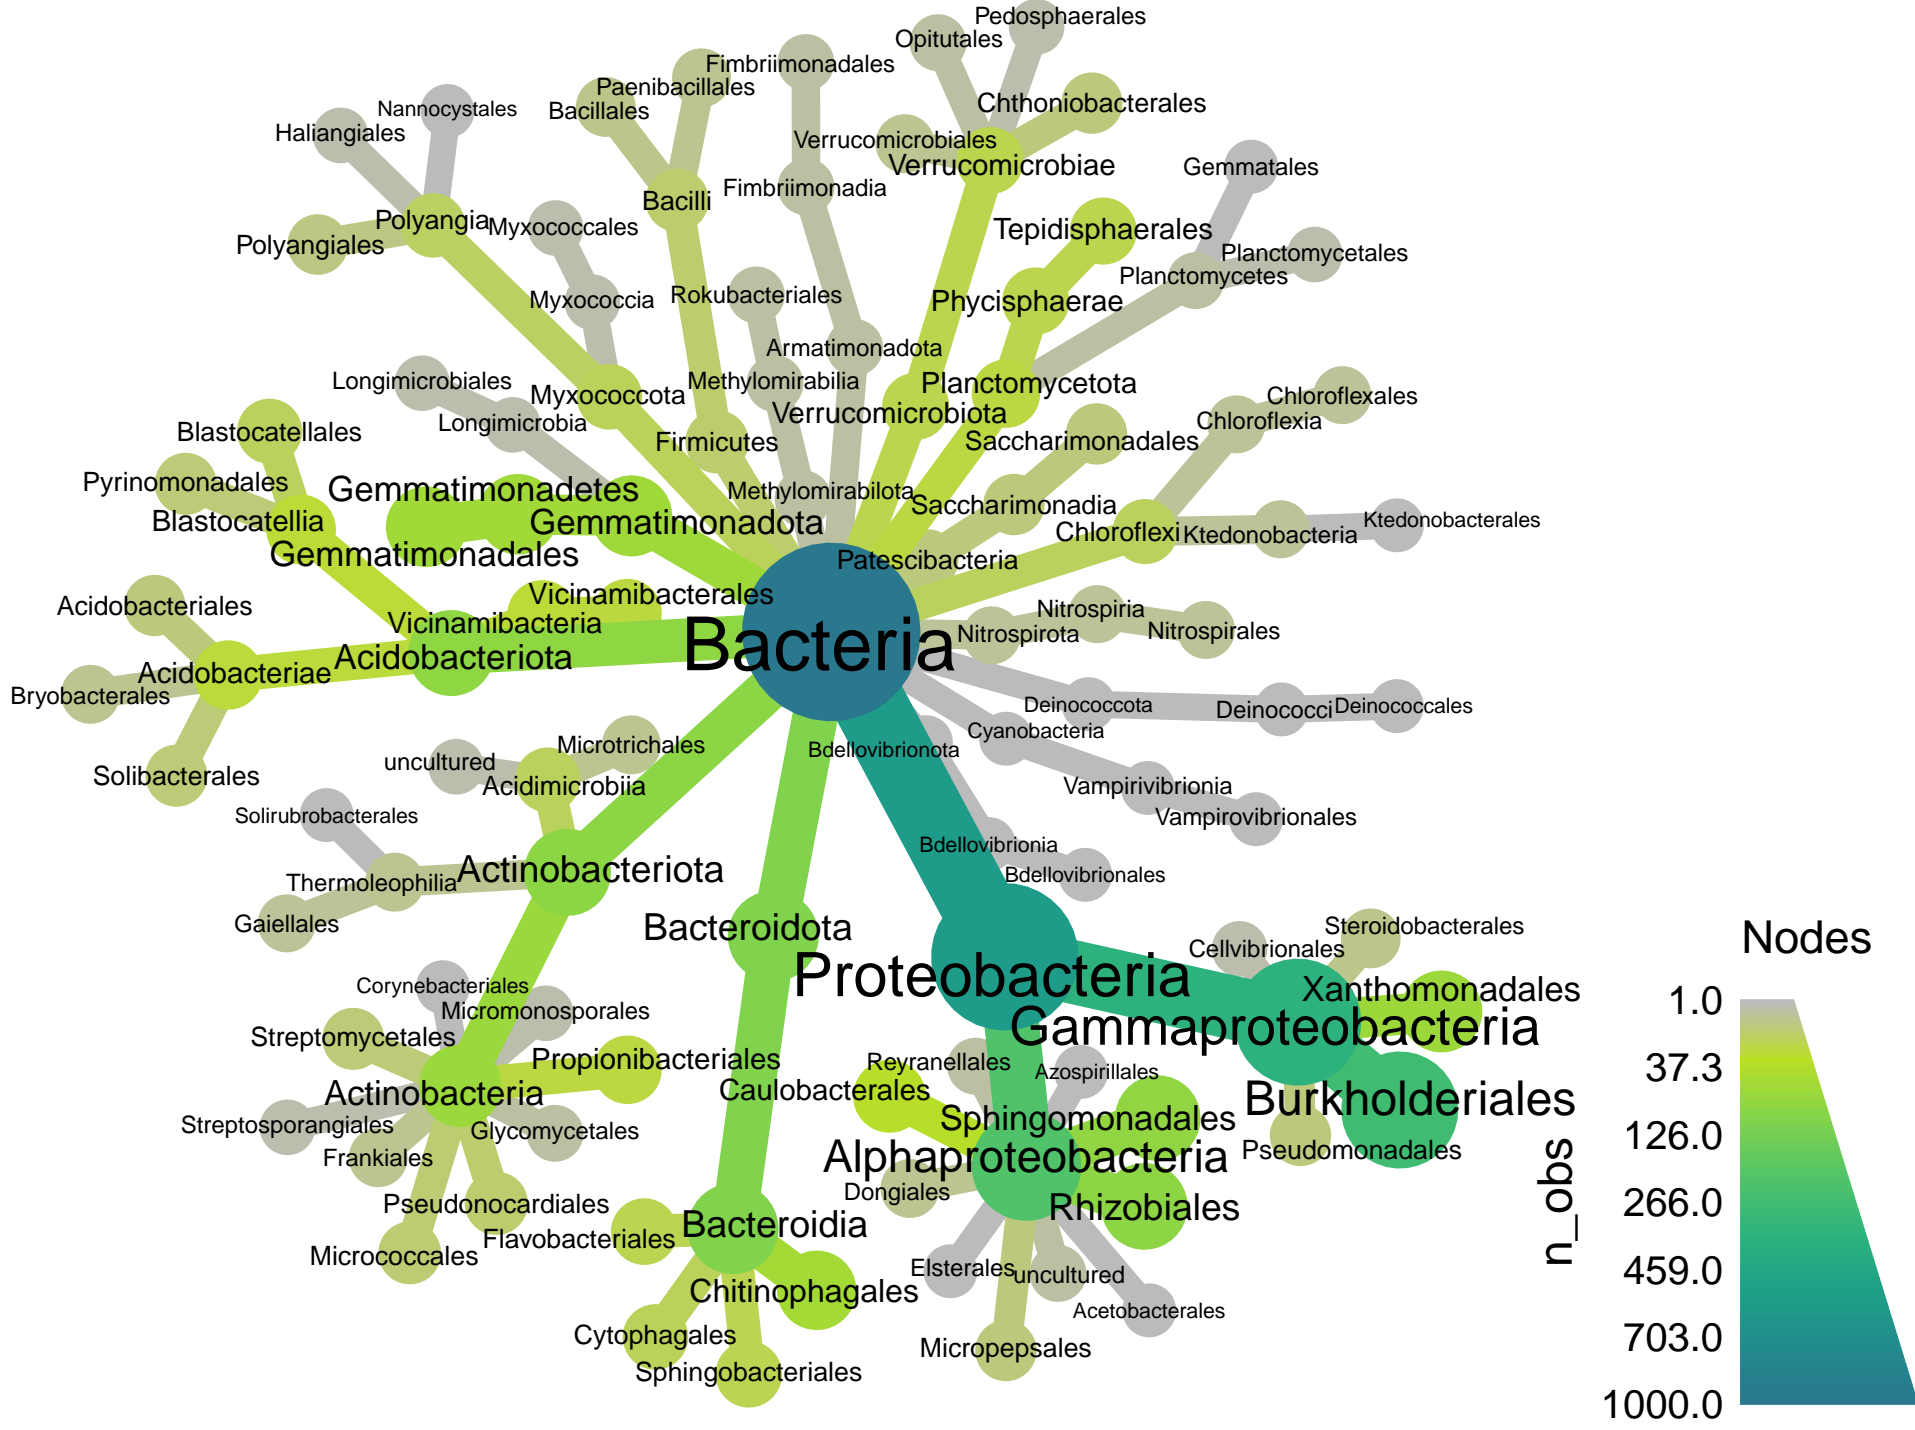 Pedosphaerales
Opitutales
Fimbriimonadales
Paenibacillales
Bacillales
Chthoniobacterales
Nannocystales
Haliangiales
Verrucomicrobiales
Verrucomicrobiae
Gemmatales
Fimbriimonadia
Bacilli
Polyangia
Myxococcales
Tepidisphaerales
Polyangiales
Planctomycetales
Planctomycetes
Myxococcia
Rokubacteriales
Phycisphaerae
Armatimonadota
Longimicrobiales
Methylomirabilia
Planctomycetota
Myxococcota
Chloroflexales
Verrucomicrobiota
Longimicrobia
Chloroflexia
Blastocatellales
Firmicutes
Saccharimonadales
Pyrinomonadales
Gemmatimonadetes
Methylomirabilota
Saccharimonadia
Blastocatellia
Gemmatimonadota
Chloroflexi
Ktedonobacteria
Ktedonobacterales
Gemmatimonadales
Patescibacteria
Vicinamibacterales
Acidobacteriales
Nitrospiria
Vicinamibacteria
Nitrospirota
Nitrospirales
Bacteria
Acidobacteriota
Acidobacteriae
Bryobacterales
Deinococcota
Deinococci
Deinococcales
Cyanobacteria
Microtrichales
Bdellovibrionota
uncultured
Solibacterales
Acidimicrobiia
Vampirivibrionia
Solirubrobacterales
Vampirovibrionales
Bdellovibrionia
Actinobacteriota
Thermoleophilia
Bdellovibrionales
Gaiellales
Bacteroidota
Steroidobacterales
Cellvibrionales
Nodes
Proteobacteria
Corynebacteriales
Xanthomonadales
Micromonosporales
1.0
Gammaproteobacteria
Streptomycetales
Propionibacteriales
Reyranellales
Azospirillales
37.3
Actinobacteria
Caulobacterales
Burkholderiales
Sphingomonadales
Streptosporangiales
Glycomycetales
126.0
Frankiales
Alphaproteobacteria
Pseudomonadales
Dongiales
n_obs
Pseudonocardiales
Rhizobiales
266.0
Bacteroidia
Flavobacteriales
Micrococcales
Elsterales
uncultured
459.0
Chitinophagales
Acetobacterales
Cytophagales
703.0
Micropepsales
Sphingobacteriales
1000.0